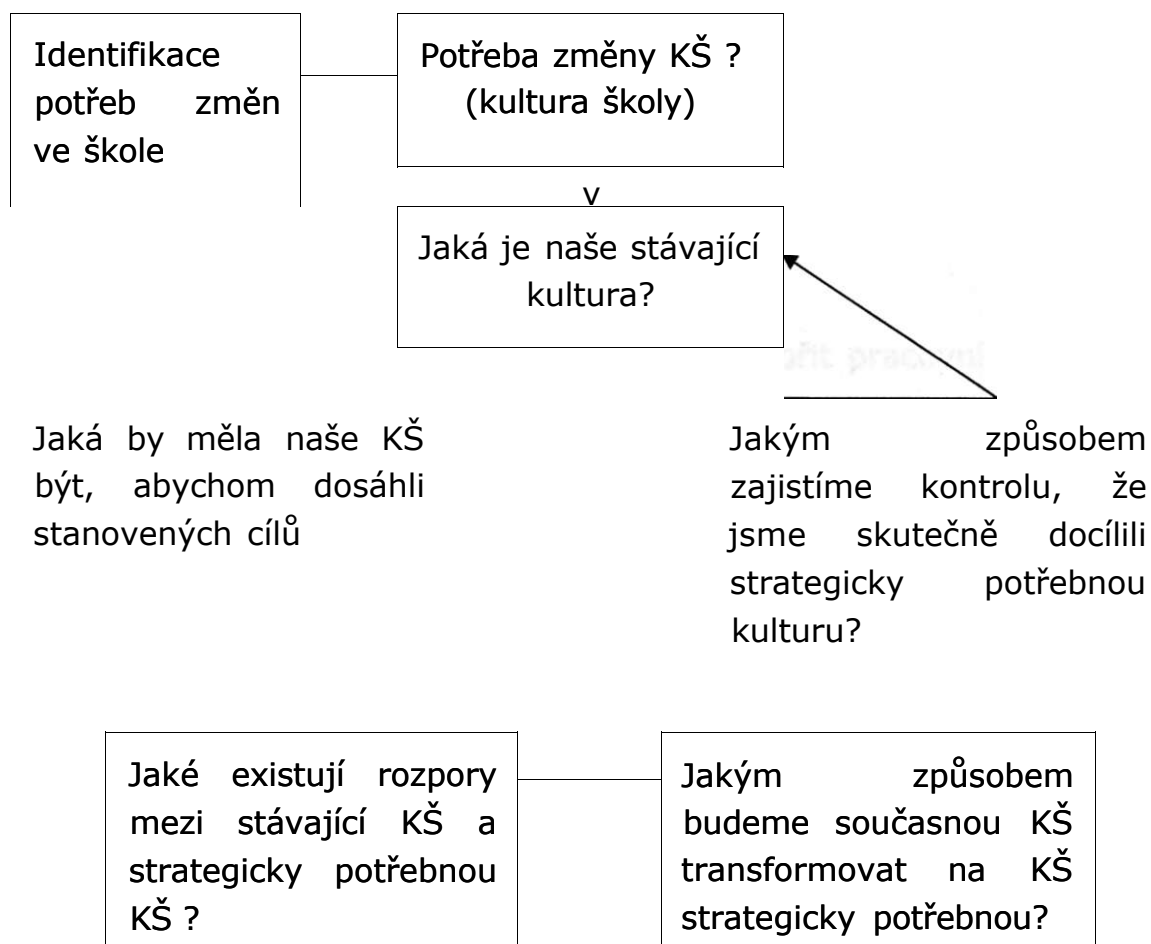 Identifikace
potřeb změn
ve škole
Potřeba změny KŠ ?
(kultura školy)
v
Jaká je naše stávající
kultura?
Jaká by měla naše KŠ
být, abychom dosáhli
stanovených cílů
Jakým způsobem
zajistíme kontrolu, že
jsme skutečně docílili
strategicky potřebnou
kulturu?
Jaké existují rozpory
mezi stávající KŠ a
strategicky potřebnou
KŠ ?
Jakým způsobem
budeme současnou KŠ
transformovat na KŠ
strategicky potřebnou?